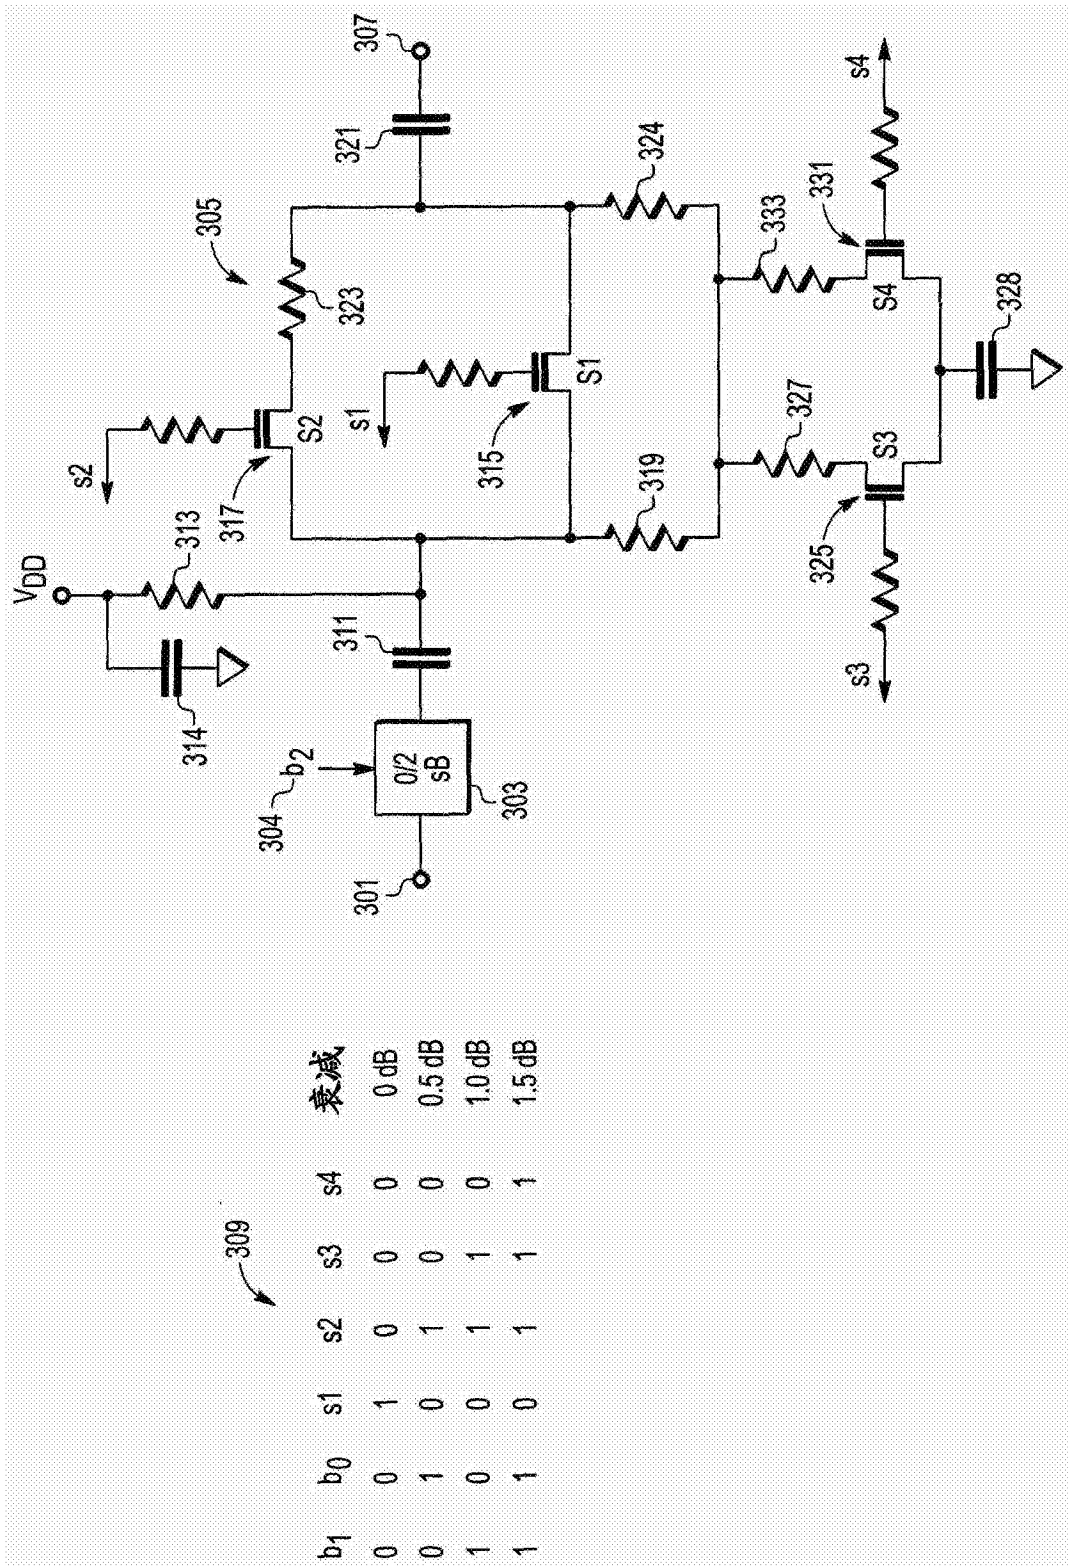 309
b1 b0 s1 s2 s3 s4 衰减
0 0 1 0 0 0 0 dB
0 1 0 1 0 0 0.5 dB
1 0 0 1 1 0 1.0 dB
1 1 0 1 1 1 1.5 dB
VDD
s2
314
313
317
S2
323
305
307
304
b2
311
s1
321
301
0/2
sB
303
315
S1
319
324
327
333
s3
325
S3
S4
331
s4
328